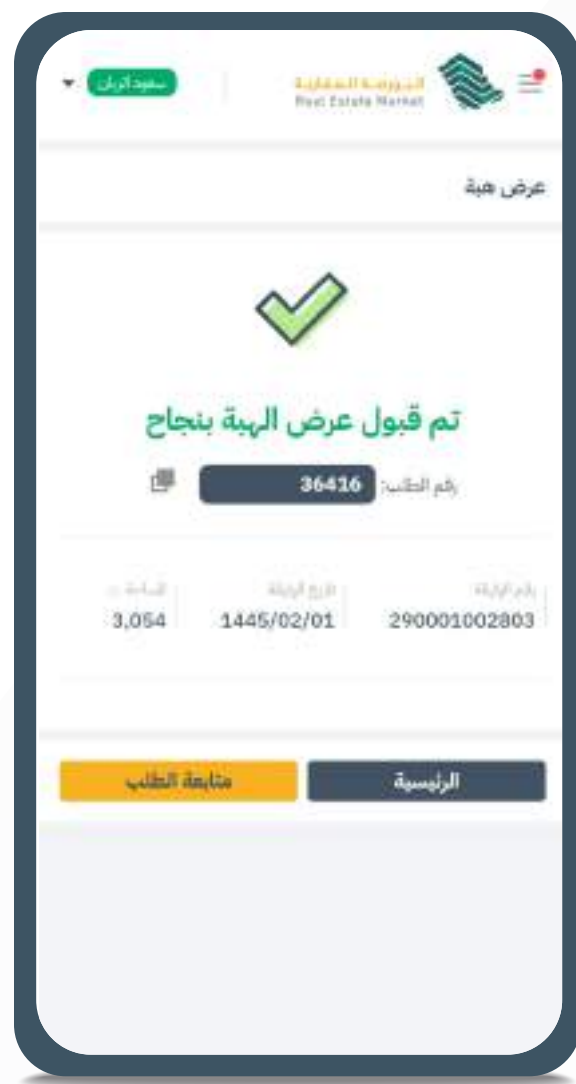 البورصة العقارية
Real Estate Market
عرض هبة
تم قبول عرض الهبة بنجاح
رقم الطلب: 36416
رقم الوثيقة تاريخ الوثيقة المساحة
290001002803 1445/02/01 3,054
الرئيسية متابعة الطلب